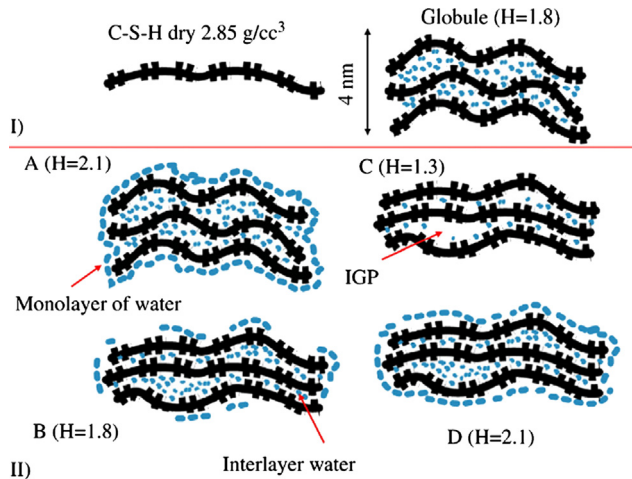 C-S-H dry 2.85 g/cc³
Globule (H=1.8)
4 nm
I)
A (H=2.1)
C (H=1.3)
Monolayer of water
IGP
B (H=1.8)
D (H=2.1)
Interlayer water
II)